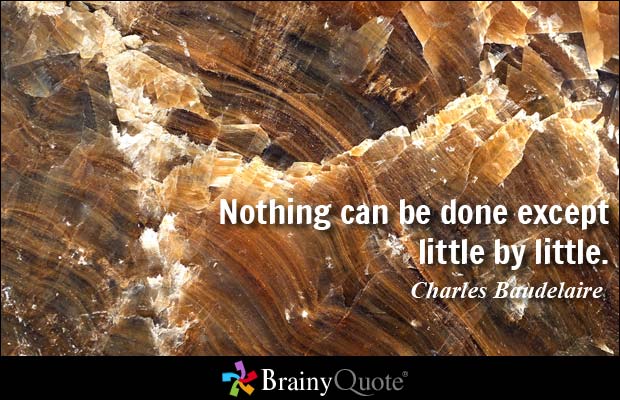 Nothing can be done except
little by little.
Charles Baudelaire
BrainyQuote®